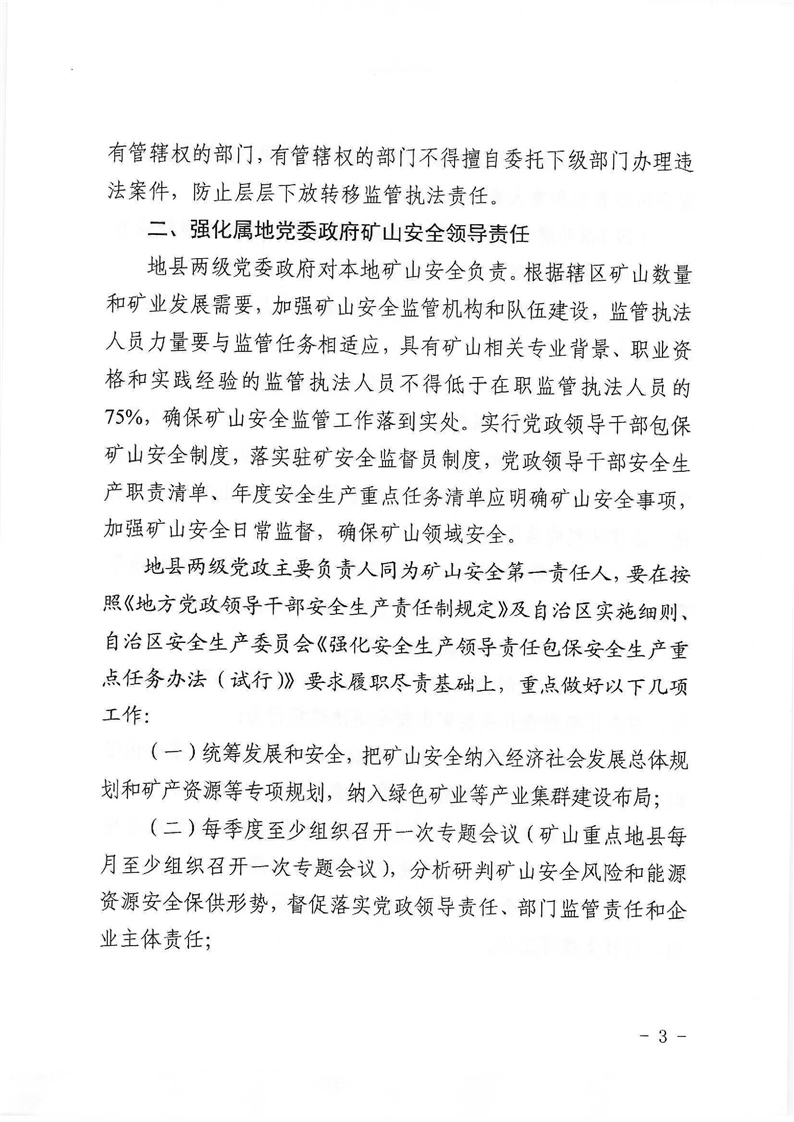 有管辖权的部门,有管辖权的部门不得擅自委托下级部门办理违
法案件，防止层层下放转移监管执法责任。
二、强化属地党委政府矿山安全领导责任
地县两级党委政府对本地矿山安全负责。根据辖区矿山数量
和矿业发展需要，加强矿山安全监管机构和队伍建设，监管执法
人员力量要与监管任务相适应，具有矿山相关专业背景、职业资
格和实践经验的监管执法人员不得低于在职监管执法人员的
75%，确保矿山安全监管工作落到实处。实行党政领导干部包保
矿山安全制度，落实驻矿安全监督员制度，党政领导干部安全生
产职责清单、年度安全生产重点任务清单应明确矿山安全事项，
加强矿山安全日常监督，确保矿山领域安全。
地县两级党政主要负责人同为矿山安全第一责任人，要在按
照《地方党政领导干部安全生产责任制规定》及自治区实施细则、
自治区安全生产委员会《强化安全生产领导责任包保安全生产重
点任务办法（试行）》要求履职尽责基础上，重点做好以下几项
工作：
（一）统筹发展和安全，把矿山安全纳入经济社会发展总体规
划和矿产资源等专项规划，纳入绿色矿业等产业集群建设布局；
（二）每季度至少组织召开一次专题会议（矿山重点地县每
月至少组织召开一次专题会议），分析研判矿山安全风险和能源
资源安全保供形势，督促落实党政领导责任、部门监管责任和企
业主体责任；
- 3 -